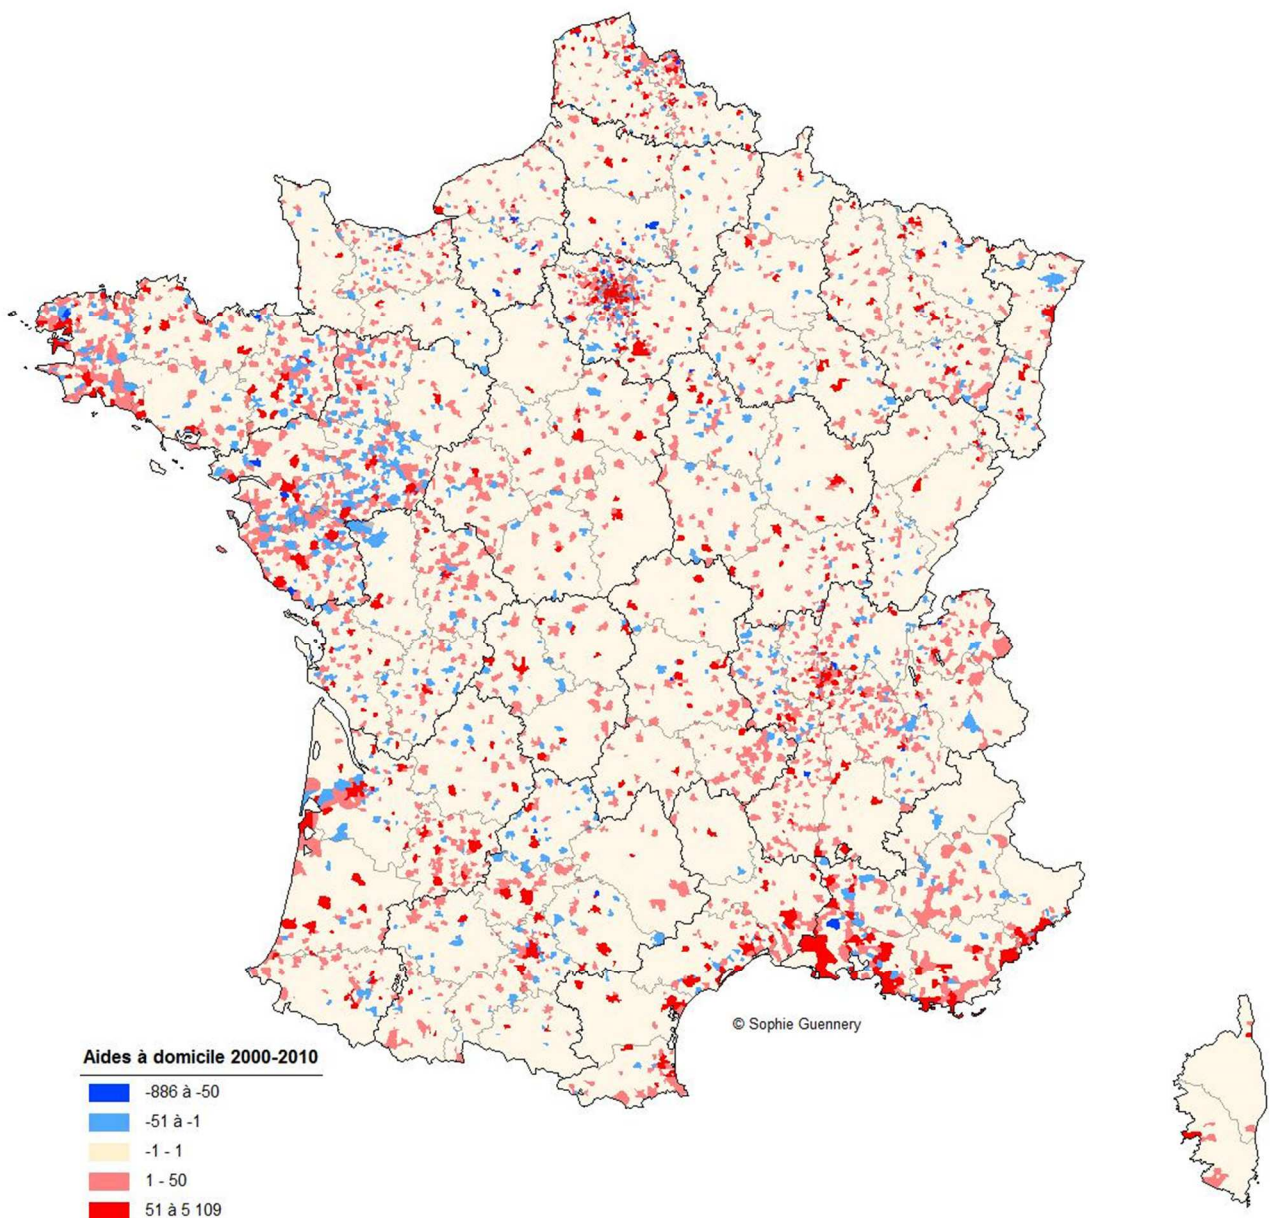 © Sophie Guennery
Aides à domicile 2000-2010
-886 à -50
-51 à -1
-1 - 1
1 - 50
51 à 5 109